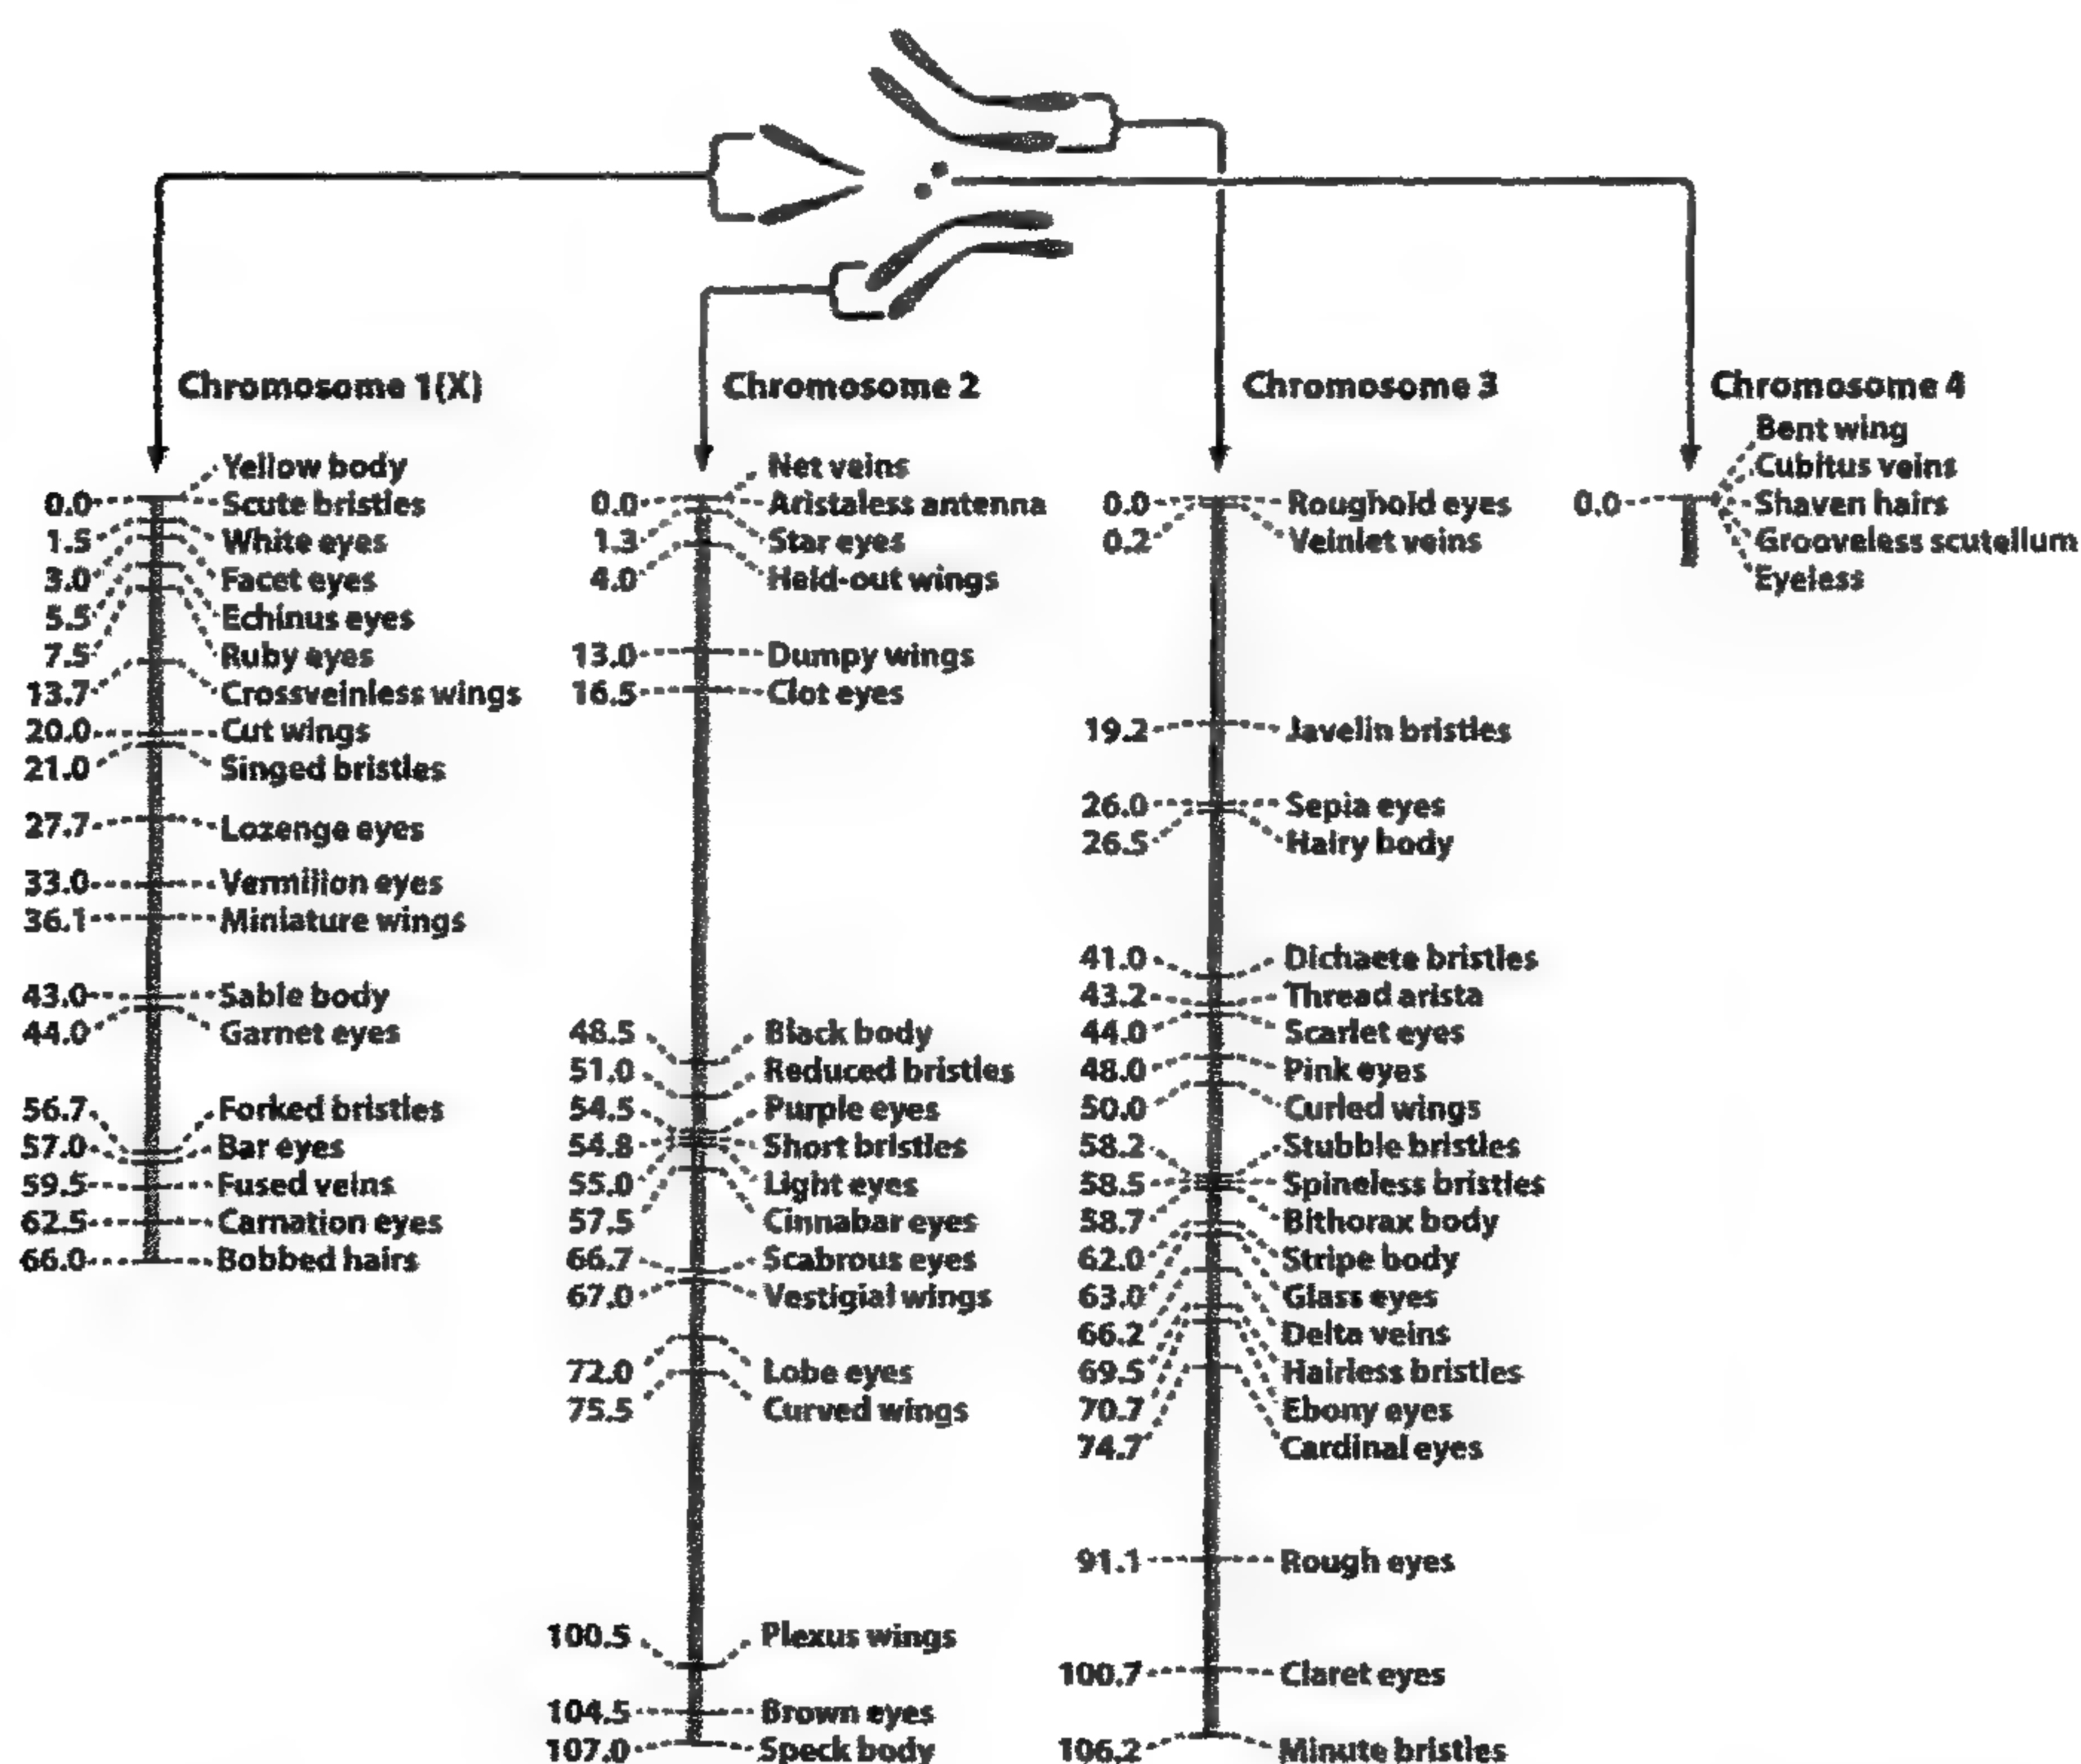 Chromosome 1(X)
0.0 Yellow body
Scute bristles
1.5 White eyes
3.0 Facet eyes
5.5 Echinus eyes
7.5 Ruby eyes
13.7 Crossveinless wings
20.0 Cut wings
21.0 Singed bristles
27.7 Lozenge eyes
33.0 Vermilion eyes
36.1 Miniature wings
43.0 Sable body
44.0 Garnet eyes
56.7 Forked bristles
57.0 Bar eyes
59.5 Fused veins
62.5 Carnation eyes
66.0 Bobbed hairs
Chromosome 2
Net veins
0.0 Aristaless antenna
1.3 Star eyes
4.0 Held-out wings
13.0 Dumpy wings
16.5 Clot eyes
48.5 Black body
51.0 Reduced bristles
54.5 Purple eyes
54.8 Short bristles
55.0 Light eyes
57.5 Cinnabar eyes
66.7 Scabrous eyes
67.0 Vestigial wings
72.0 Lobe eyes
75.5 Curved wings
100.5 Plexus wings
104.5 Brown eyes
107.0 Speck body
Chromosome 3
0.0 Roughold eyes
0.2 Veinlet veins
19.2 Javelin bristles
26.0 Sepia eyes
26.5 Hairy body
41.0 Dichaete bristles
43.2 Thread arista
44.0 Scarlet eyes
48.0 Pink eyes
50.0 Curled wings
58.2 Stubble bristles
58.5 Spineless bristles
58.7 Bithorax body
62.0 Stripe body
63.0 Glass eyes
66.2 Delta veins
69.5 Hairless bristles
70.7 Ebony eyes
74.7 Cardinal eyes
91.1 Rough eyes
100.7 Claret eyes
106.2 Minute bristles
Chromosome 4
Bent wing
Cubitus veins
0.0 Shaven hairs
Grooveless scutellum
Eyeless